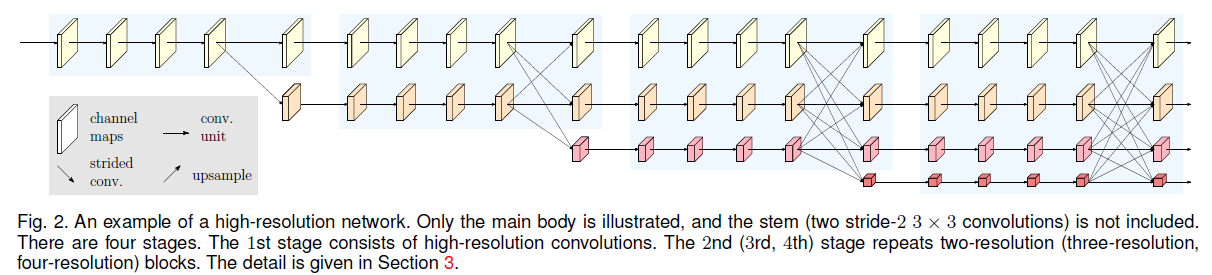 channel
maps
conv.
unit
strided
conv.
upsample
Fig. 2. An example of a high-resolution network. Only the main body is illustrated, and the stem (two stride-2 3 × 3 convolutions) is not included.
There are four stages. The 1st stage consists of high-resolution convolutions. The 2nd (3rd, 4th) stage repeats two-resolution (three-resolution,
four-resolution) blocks. The detail is given in Section 3.